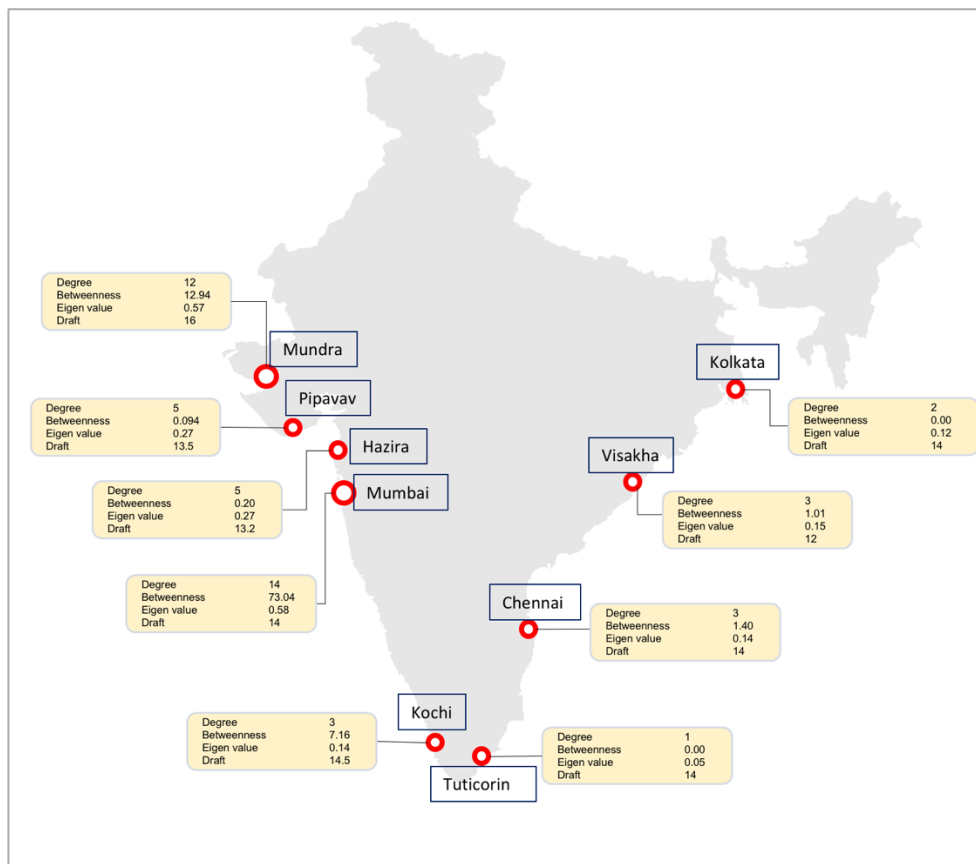 Degree 12
Betweenness 12.94
Eigen value 0.57
Draft 16
Mundra
Kolkata
Pipavav
Degree 5
Betweenness 0.094
Eigen value 0.27
Draft 13.5
Degree 2
Betweenness 0.00
Eigen value 0.12
Draft 14
Hazira
Visakha
Mumbai
Degree 5
Betweenness 0.20
Eigen value 0.27
Draft 13.2
Degree 3
Betweenness 1.01
Eigen value 0.15
Draft 12
Degree 14
Betweenness 73.04
Eigen value 0.58
Draft 14
Chennai
Degree 3
Betweenness 1.40
Eigen value 0.14
Draft 14
Kochi
Degree 3
Betweenness 7.16
Eigen value 0.14
Draft 14.5
Degree 1
Betweenness 0.00
Eigen value 0.05
Draft 14
Tuticorin